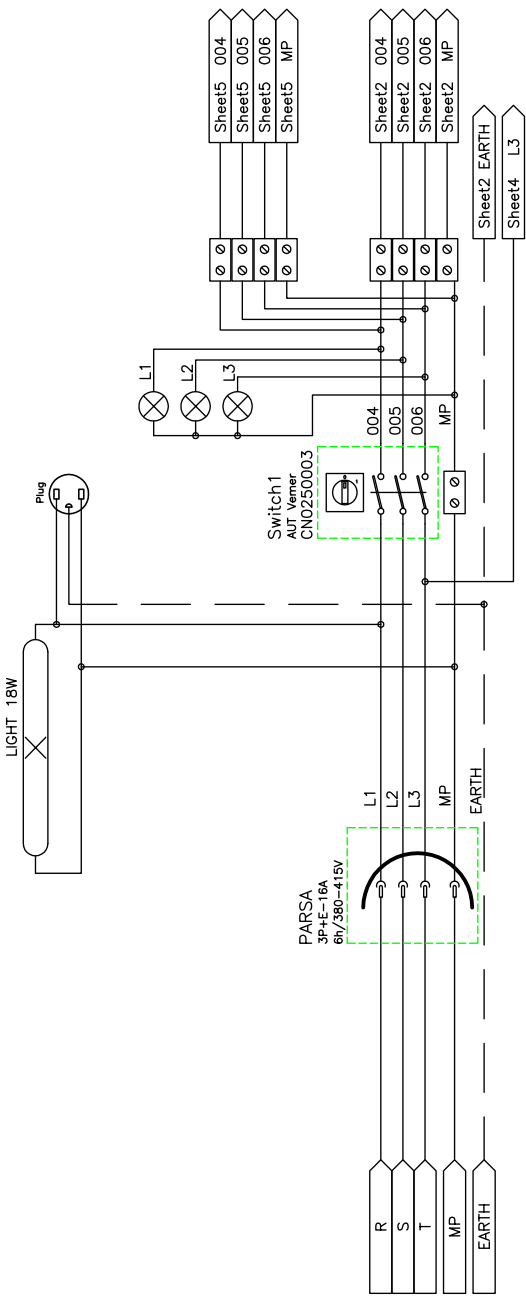 Sheet5 004
Sheet5 005
Sheet5 006
Sheet5 MP
Sheet2 004
Sheet2 005
Sheet2 006
Sheet2 MP
Sheet2 EARTH
Sheet4 L3
L1
L2
L3
004
005
006
MP
Plug
Switch1
AUT Vemer
CN0250003
LIGHT 18W
L1
L2
L3
MP
EARTH
PARSA
3P+E-16A
6h/380-415V
R
S
T
MP
EARTH